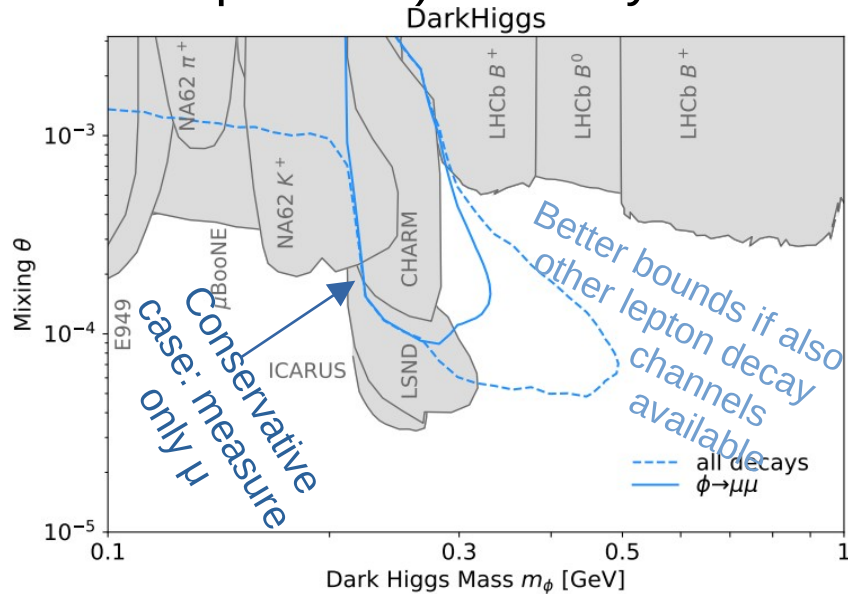 DarkHiggs
NA62 π⁺
NA62 K⁺
LHCb B⁺
LHCb B⁰
LHCb B⁺
CHARM
μBooNE
E949
ICARUS
LSND
Conservative
case: measure
only μ
Better bounds if also
other lepton decay
channels
available
all decays
ϕ→μμ
10⁻³
10⁻⁴
10⁻⁵
Mixing θ
0.1
0.3
0.5
1
Dark Higgs Mass mϕ [GeV]